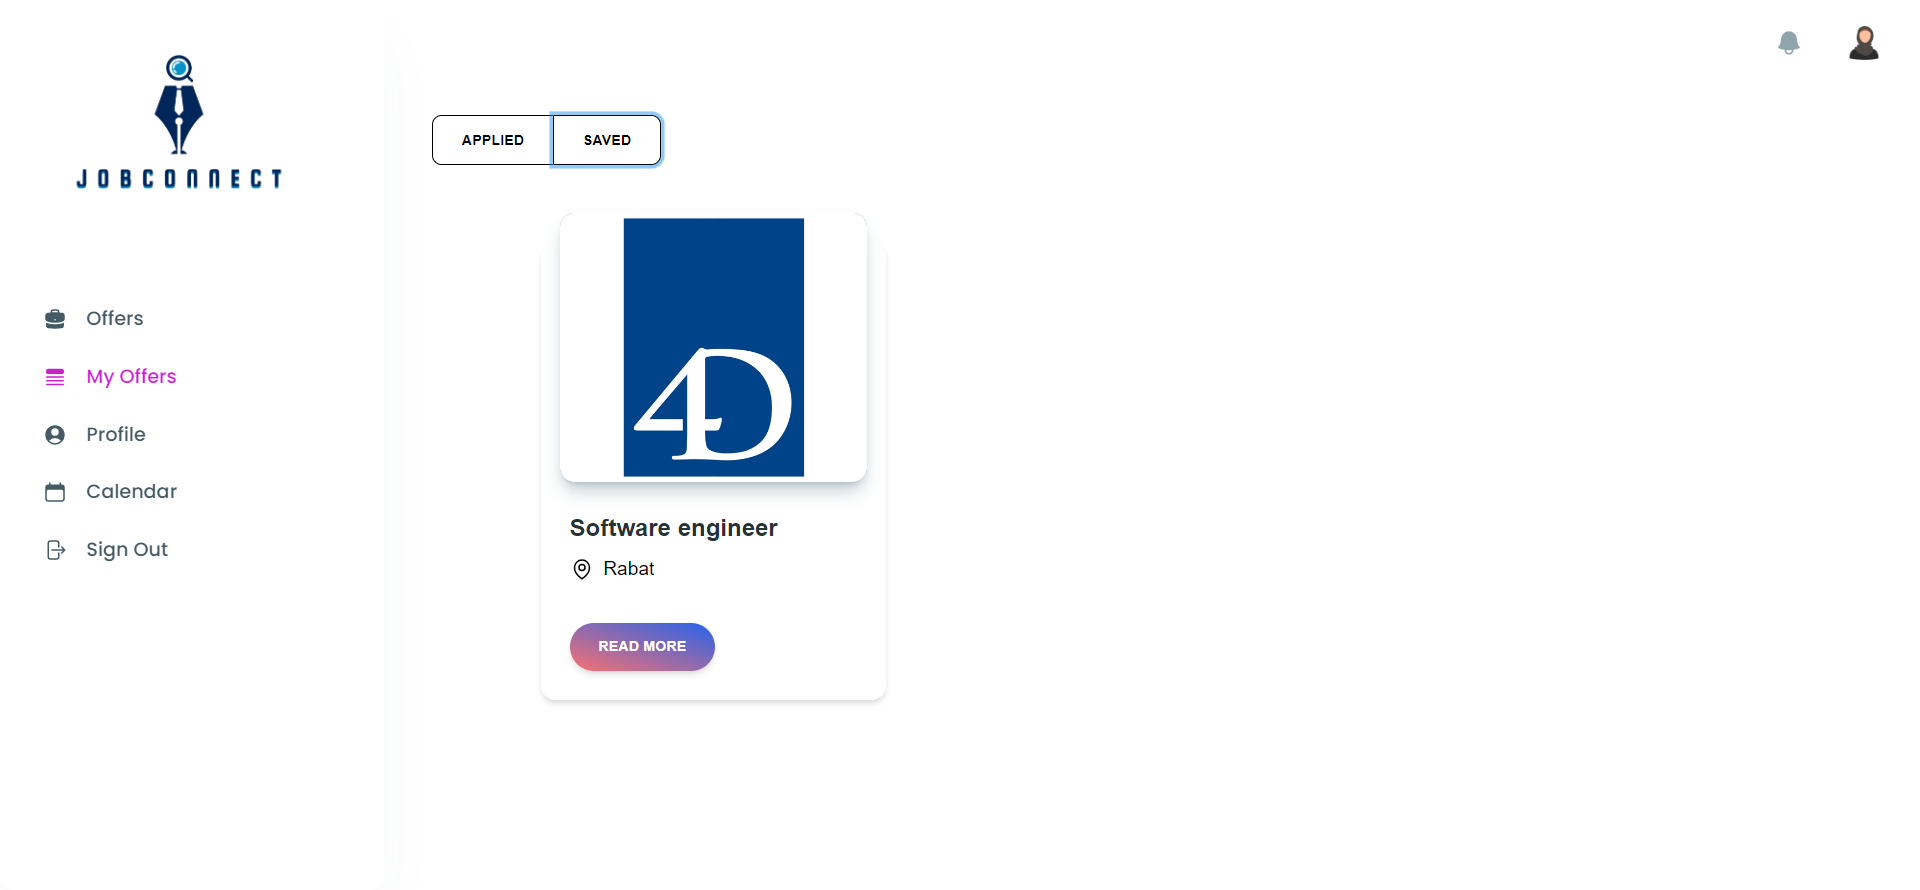 JOBCONNECT
Offers
My Offers
Profile
Calendar
Sign Out
APPLIED
SAVED
4D
Software engineer
Rabat
READ MORE